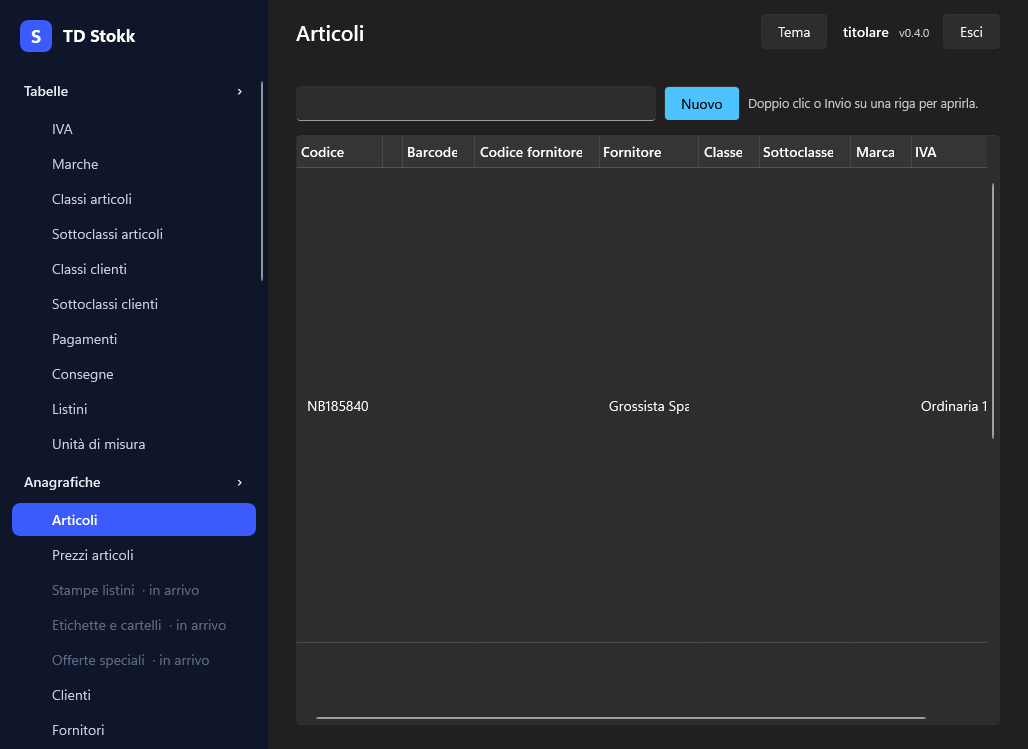 S TD Stokk
Tabelle
IVA
Marche
Classi articoli
Sottoclassi articoli
Classi clienti
Sottoclassi clienti
Pagamenti
Consegne
Listini
Unità di misura
Anagrafiche
Articoli
Prezzi articoli
Stampe listini · in arrivo
Etichette e cartelli · in arrivo
Offerte speciali · in arrivo
Clienti
Fornitori
Articoli
Tema titolare v0.4.0 Esci
Nuovo Doppio clic o Invio su una riga per aprirla.
Codice Barcode Codice fornitore Fornitore Classe Sottoclasse Marca IVA
NB185840 Grossista Spa Ordinaria 1